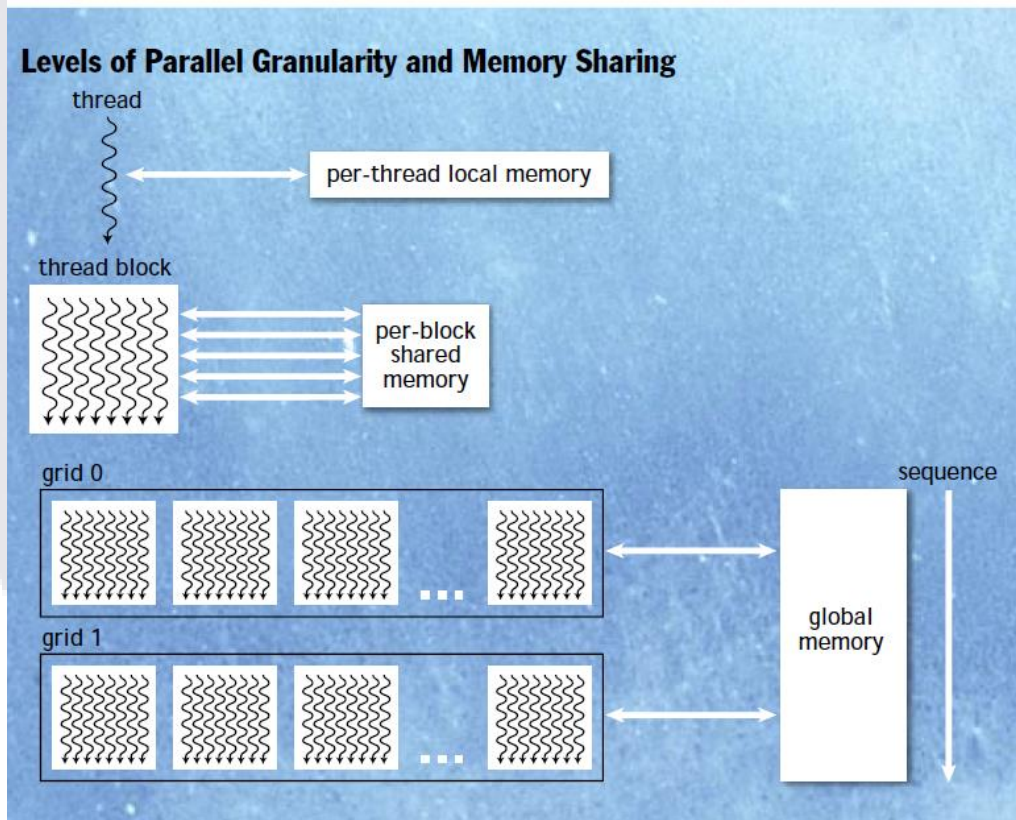 Levels of Parallel Granularity and Memory Sharing
thread
per-thread local memory
thread block
per-block
shared
memory
grid 0
sequence
...
global
memory
grid 1
...